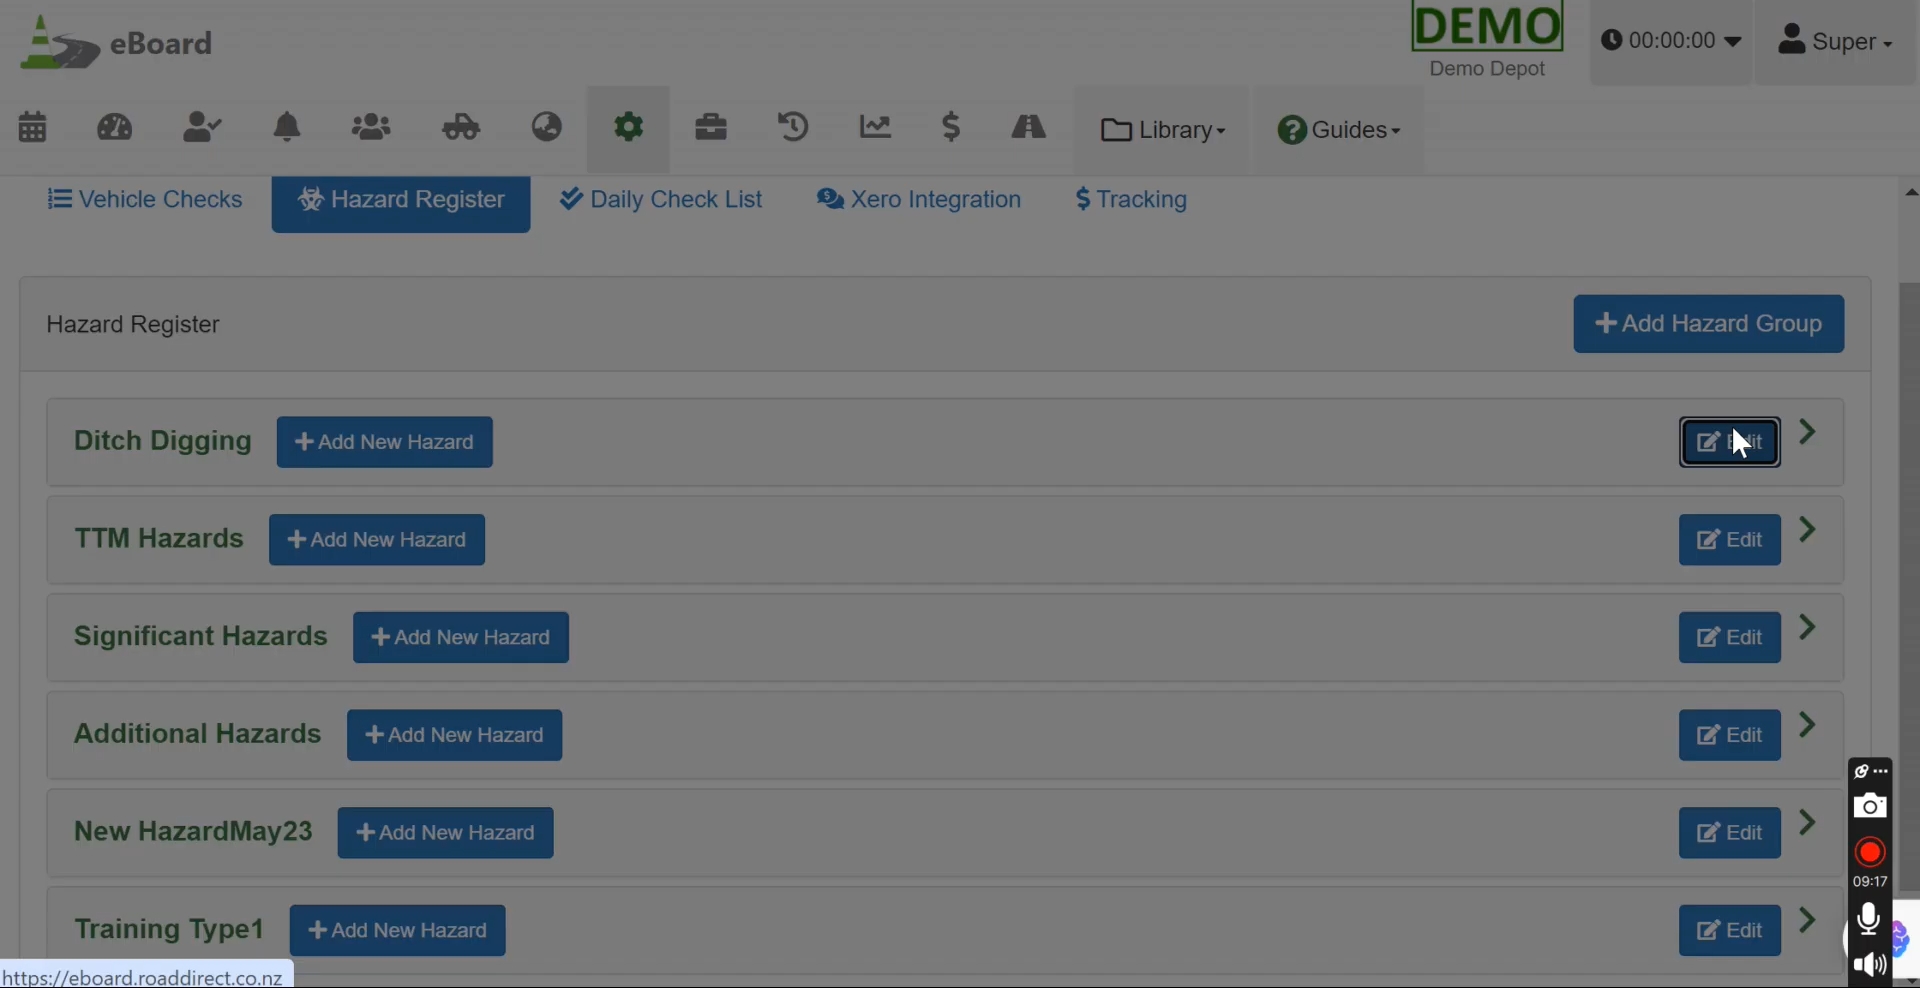 eBoard
DEMO
Demo Depot
00:00:00
Super
Library
Guides
Vehicle Checks
Hazard Register
Daily Check List
Xero Integration
Tracking
Hazard Register
Add Hazard Group
Ditch Digging
Add New Hazard
Edit
TTM Hazards
Add New Hazard
Edit
Significant Hazards
Add New Hazard
Edit
Additional Hazards
Add New Hazard
Edit
New HazardMay23
Add New Hazard
Edit
09:17
Training Type1
Add New Hazard
Edit
https://eboard.roaddirect.co.nz